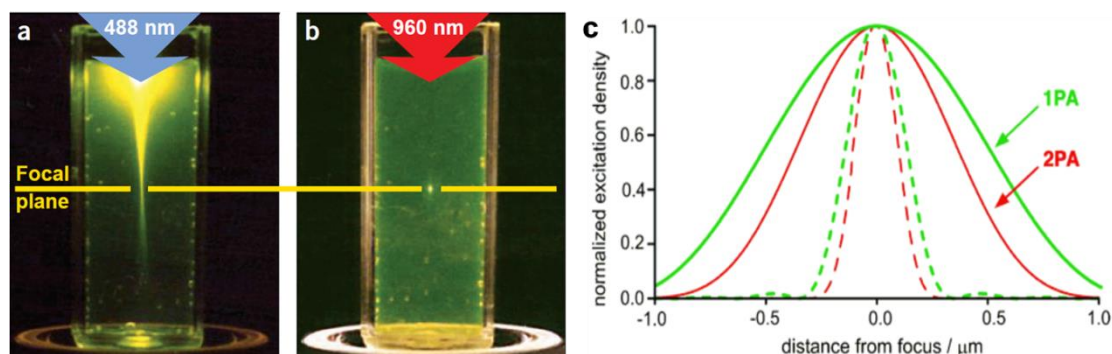 a
488 nm
b
960 nm
Focal
plane
c
normalized excitation density
1.0
0.8
0.6
0.4
0.2
0.0
1PA
2PA
-1.0
-0.5
0.0
0.5
1.0
distance from focus / μm